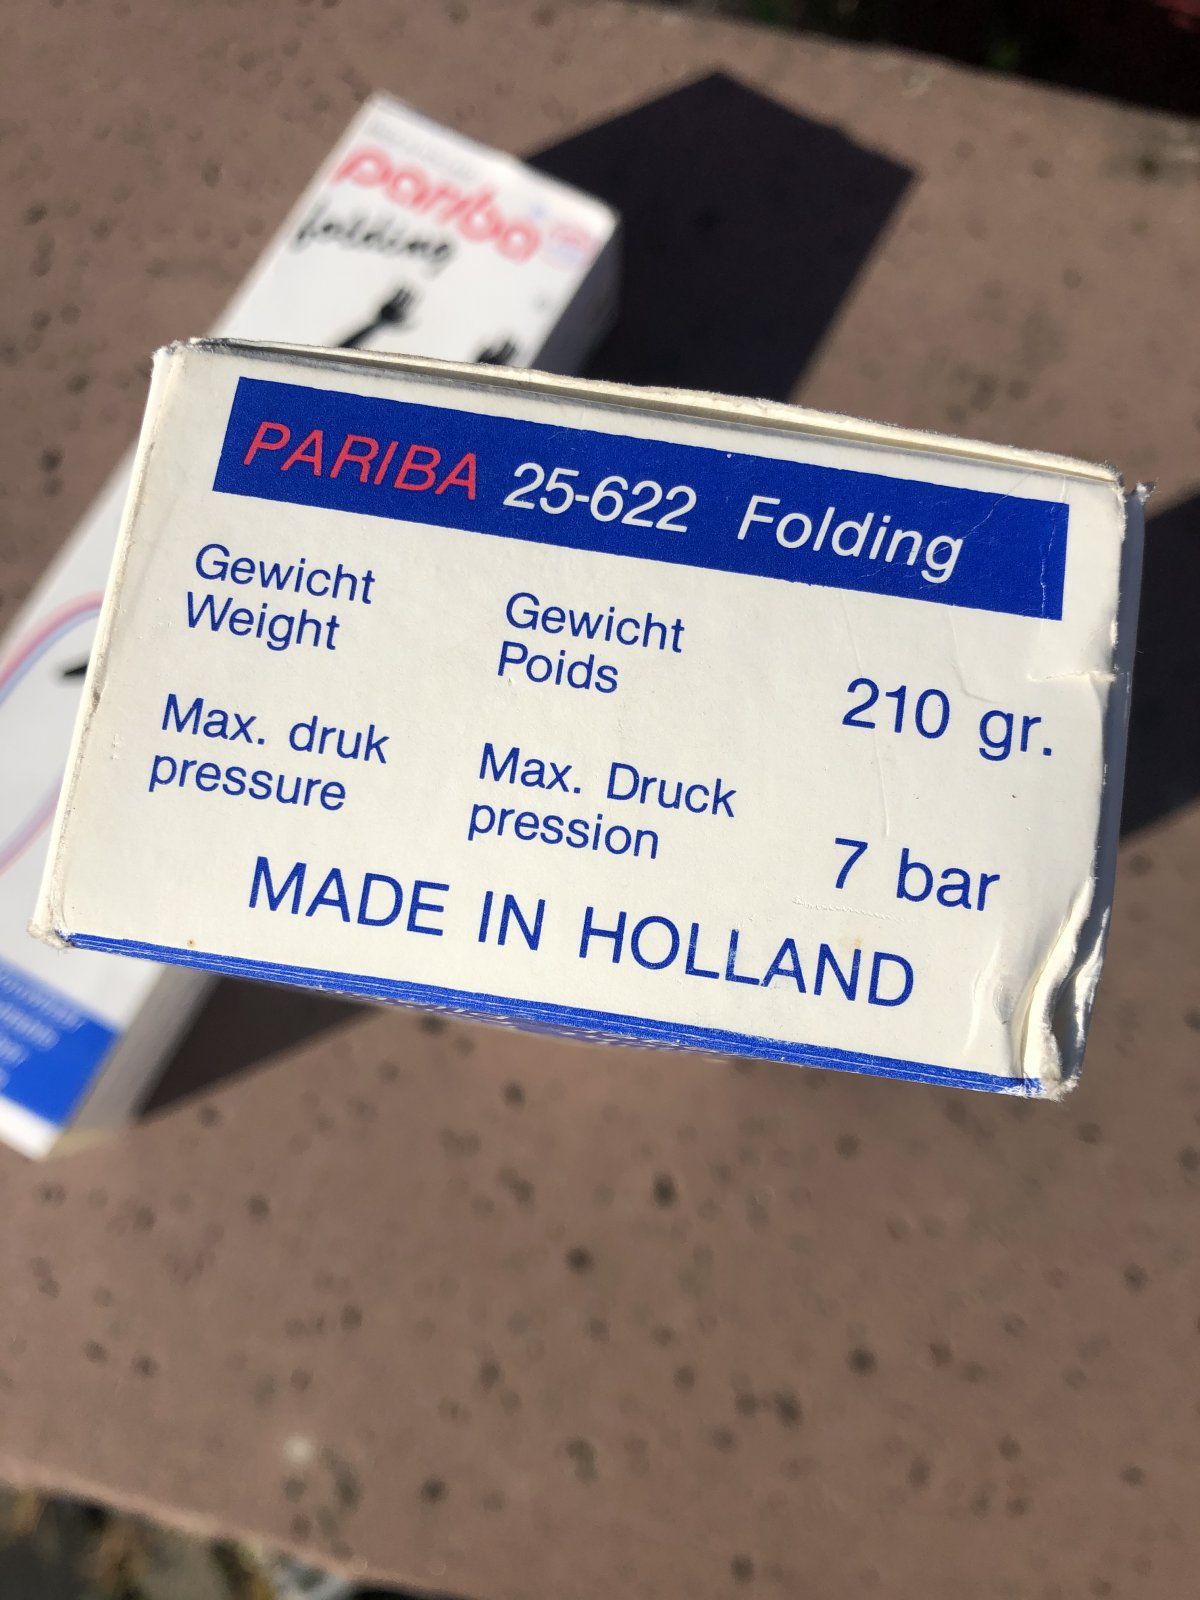 pariba
folding
PARIBA 25-622 Folding
Gewicht
Weight
Gewicht
Poids
210 gr.
Max. druk
pressure
Max. Druck
pression
7 bar
MADE IN HOLLAND